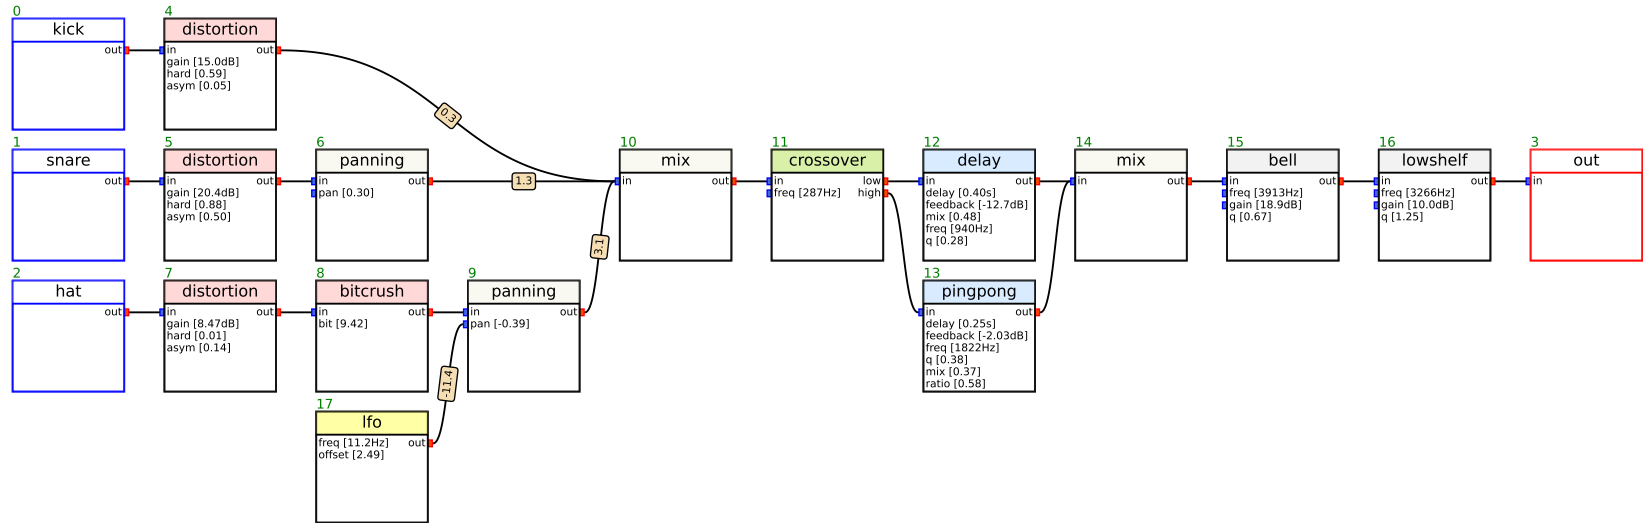 0
kick
out
4
distortion
in out
gain [15.0dB]
hard [0.59]
asym [0.05]
0.3
1
snare
out
5
distortion
in out
gain [20.4dB]
hard [0.88]
asym [0.50]
6
panning
in out
pan [0.30]
1.3
10
mix
in out
11
crossover
in low
freq [287Hz] high
12
delay
in out
delay [0.40s]
feedback [-12.7dB]
mix [0.48]
freq [940Hz]
q [0.28]
14
mix
in out
15
bell
in out
freq [3913Hz]
gain [18.9dB]
q [0.67]
16
lowshelf
in out
freq [3266Hz]
gain [10.0dB]
q [1.25]
3
out
in
2
hat
out
7
distortion
in out
gain [8.47dB]
hard [0.01]
asym [0.14]
8
bitcrush
in out
bit [9.42]
9
panning
in out
pan [-0.39]
3.1
13
pingpong
in out
delay [0.25s]
feedback [-2.03dB]
freq [1822Hz]
q [0.38]
mix [0.37]
ratio [0.58]
-11.4
17
lfo
freq [11.2Hz] out
offset [2.49]